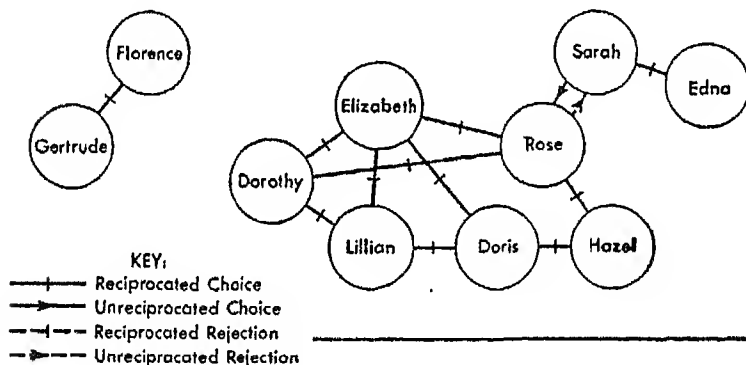 Florence
Gertrude
Sarah
Edna
Elizabeth
Rose
Dorothy
Lillian
Doris
Hazel
KEY:
Reciprocated Choice
Unreciprocated Choice
Reciprocated Rejection
Unreciprocated Rejection